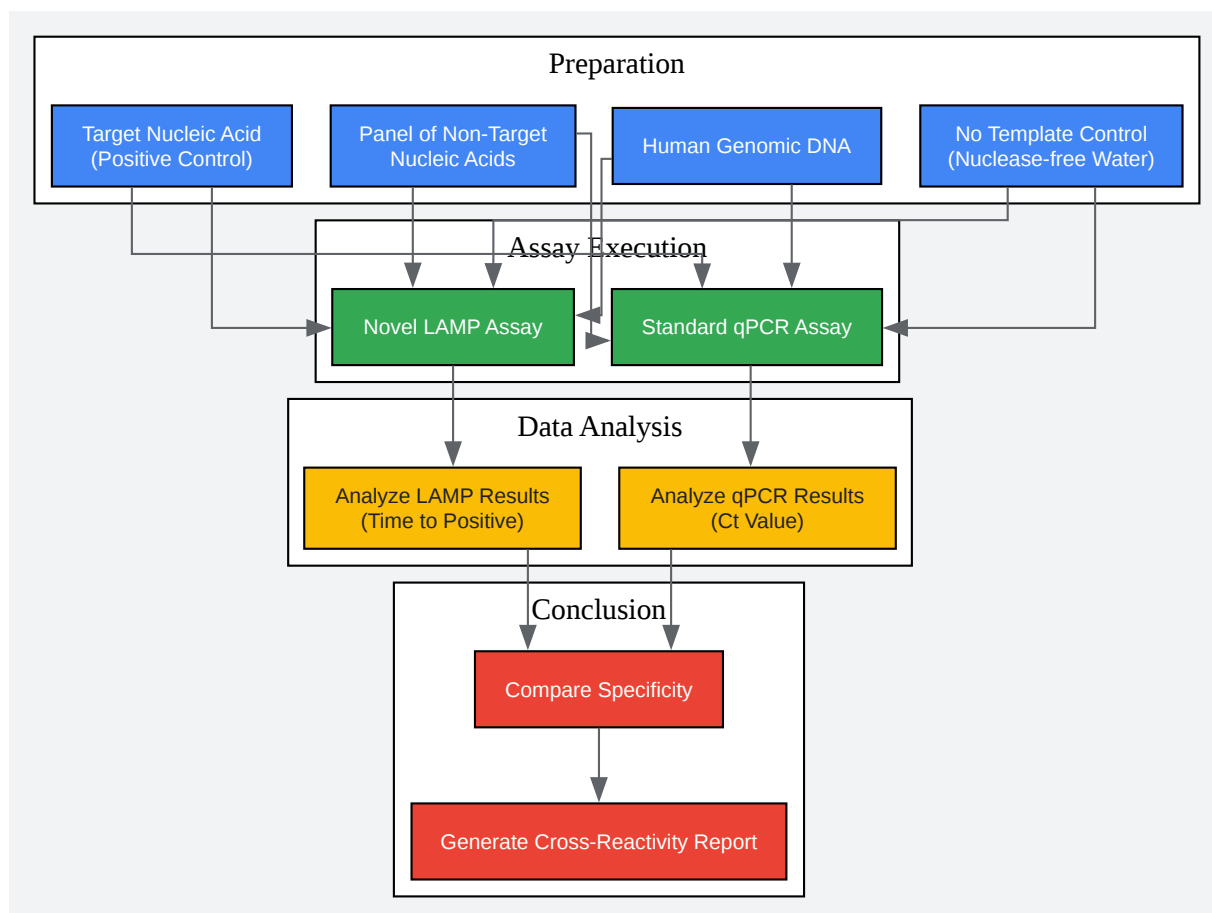 Preparation
Target Nucleic Acid
(Positive Control)
Panel of Non-Target
Nucleic Acids
Human Genomic DNA
No Template Control
(Nuclease-free Water)
Assay Execution
Novel LAMP Assay
Standard qPCR Assay
Data Analysis
Analyze LAMP Results
(Time to Positive)
Analyze qPCR Results
(Ct Value)
Conclusion
Compare Specificity
Generate Cross-Reactivity Report